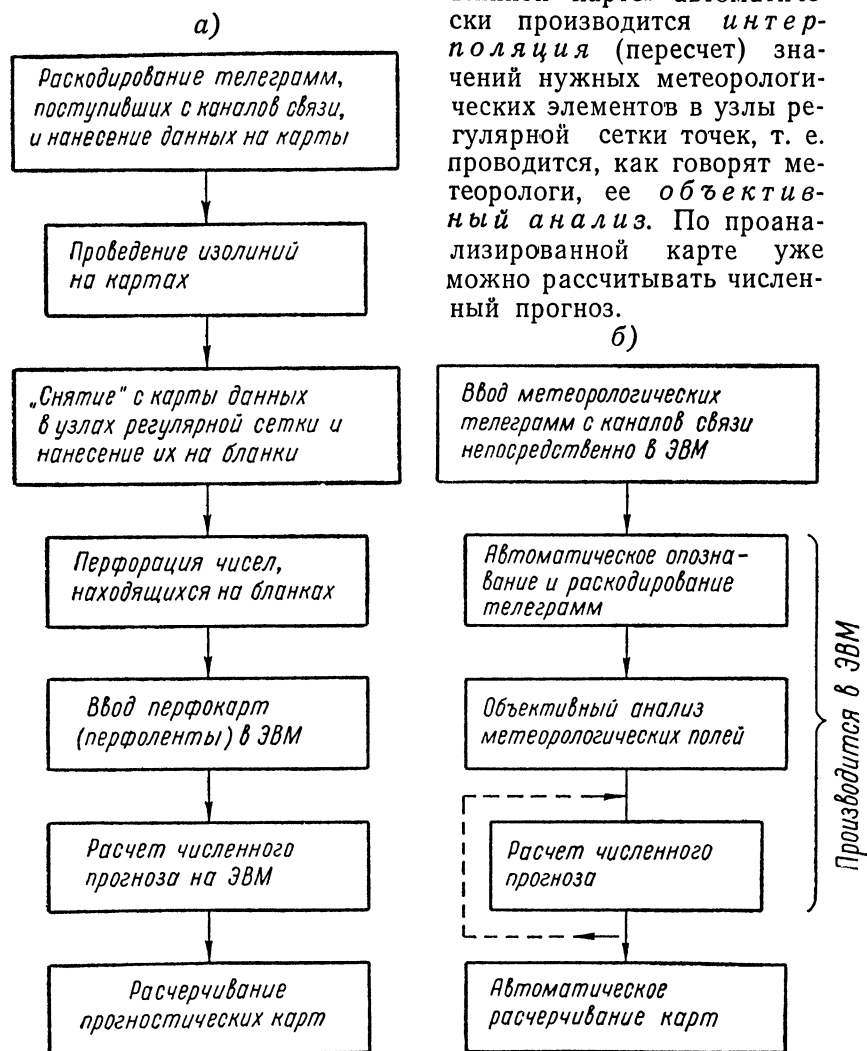 карте» автоматиче-
ски производится интер-
поляция (пересчет) зна-
чений нужных метеорологи-
ческих элементов в узлы ре-
гулярной сетки точек, т. е.
проводится, как говорят ме-
теорологи, ее объектив-
ный анализ. По проана-
лизированной карте уже
можно рассчитывать числен-
ный прогноз.
а)
Раскодирование телеграмм,
поступивших с каналов связи,
и нанесение данных на карты
Проведение изолиний
на картах
„Снятие" с карты данных
в узлах регулярной сетки и
нанесение их на бланки
Перфорация чисел,
находящихся на бланках
Ввод перфокарт
(перфоленты) в ЭВМ
Расчет численного
прогноза на ЭВМ
Расчерчивание
прогностических карт
б)
Ввод метеорологических
телеграмм с каналов связи
непосредственно в ЭВМ
Автоматическое опозна-
вание и раскодирование
телеграмм
Объективный анализ
метеорологических полей
Расчет численного
прогноза
Автоматическое
расчерчивание карт
Производится в ЭВМ